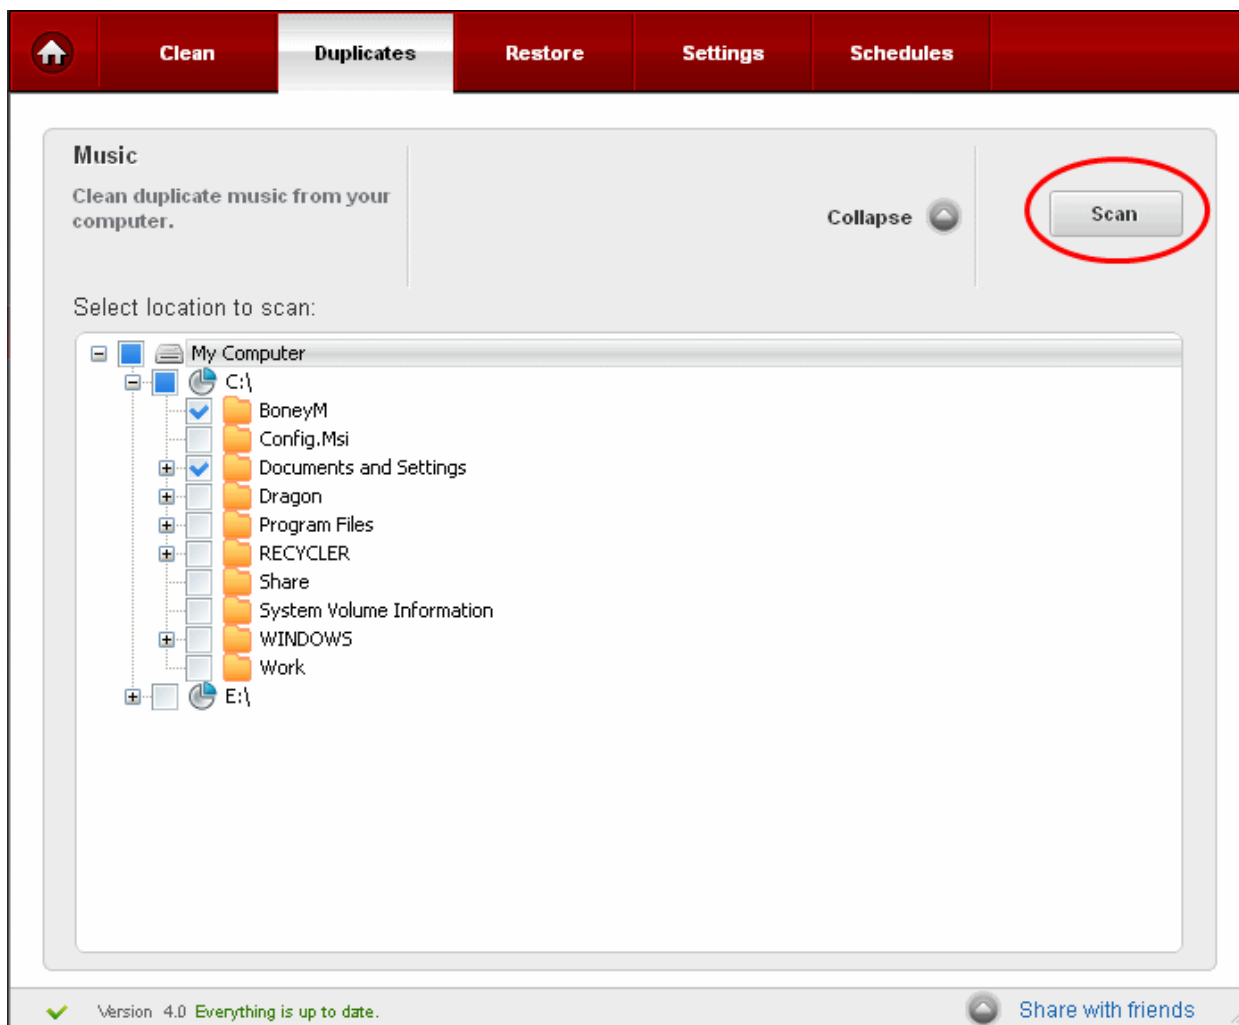 Clean Duplicates Restore Settings Schedules
Music
Clean duplicate music from your
computer.
Collapse
Scan
Select location to scan:
My Computer
C:\
BoneyM
Config.Msi
Documents and Settings
Dragon
Program Files
RECYCLER
Share
System Volume Information
WINDOWS
Work
E:\
Version 4.0 Everything is up to date.
Share with friends